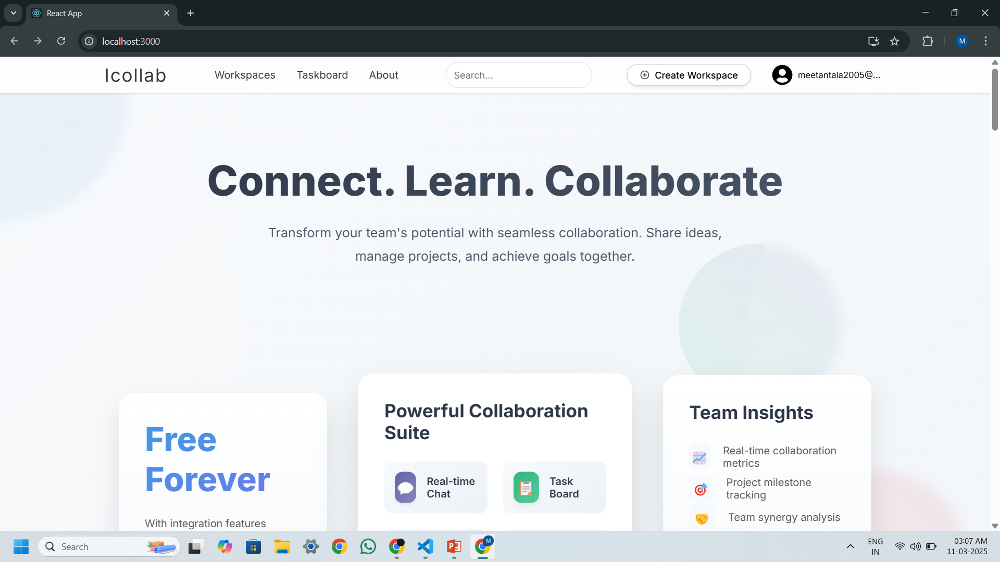 React App
localhost:3000
M
Icollab
Workspaces
Taskboard
About
Search...
Create Workspace
meetantala2005@...
Connect. Learn. Collaborate
Transform your team's potential with seamless collaboration. Share ideas,
manage projects, and achieve goals together.
Free
Forever
With integration features
Powerful Collaboration
Suite
Real-time
Chat
Task
Board
Team Insights
Real-time collaboration
metrics
Project milestone
tracking
Team synergy analysis
Search
P
M
ENG
IN
03:07 AM
11-03-2025